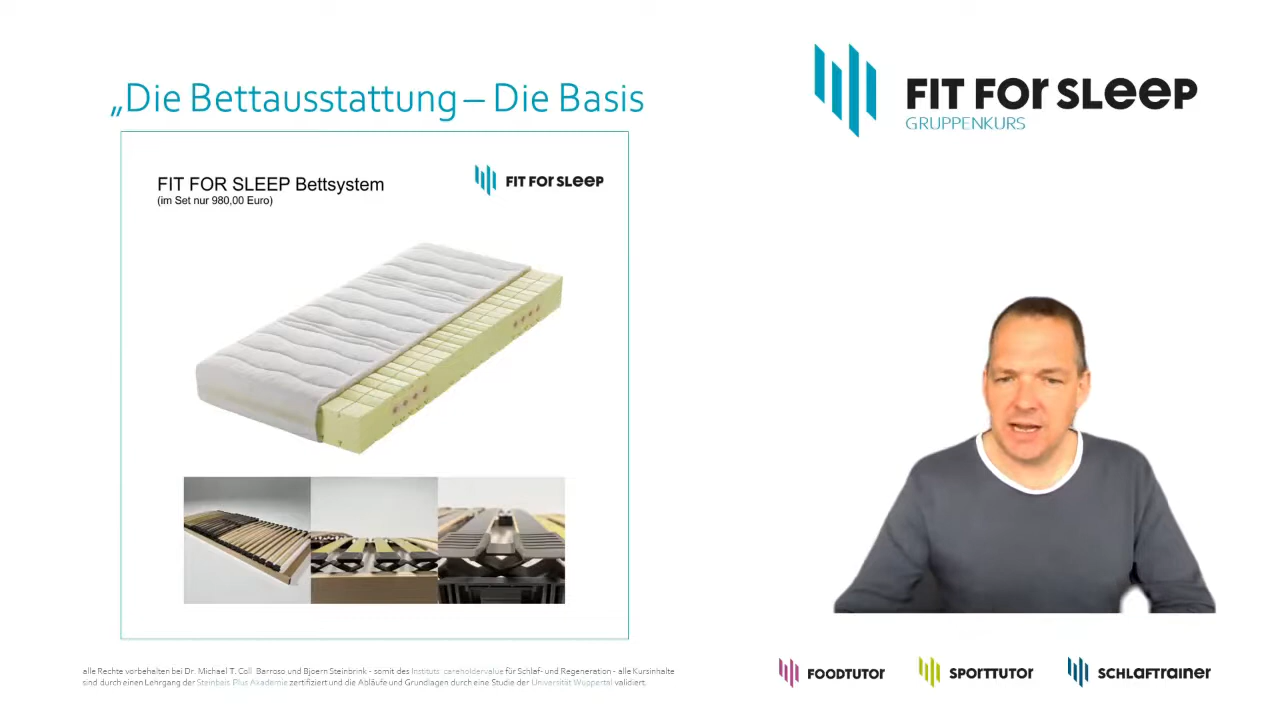 „Die Bettausstattung – Die Basis
FIT FOR SLEEP
GRUPPENKURS
FIT FOR SLEEP Bettsystem
(im Set nur 980,00 Euro)
FIT FOR SLEEP
alle Rechte vorbehalten bei Dr. Michael T. Coll Barroso und Bjoern Steinbrink - somit des Instituts careholdervalue für Schlaf- und Regeneration - alle Kursinhalte
sind durch einen Lehrgang der Steinbeis Plus Akademie zertifiziert und die Abläufe und Grundlagen durch eine Studie der Universität Wuppertal validiert.
FOODTUTOR
SPORTTUTOR
SCHLAFTRAINER